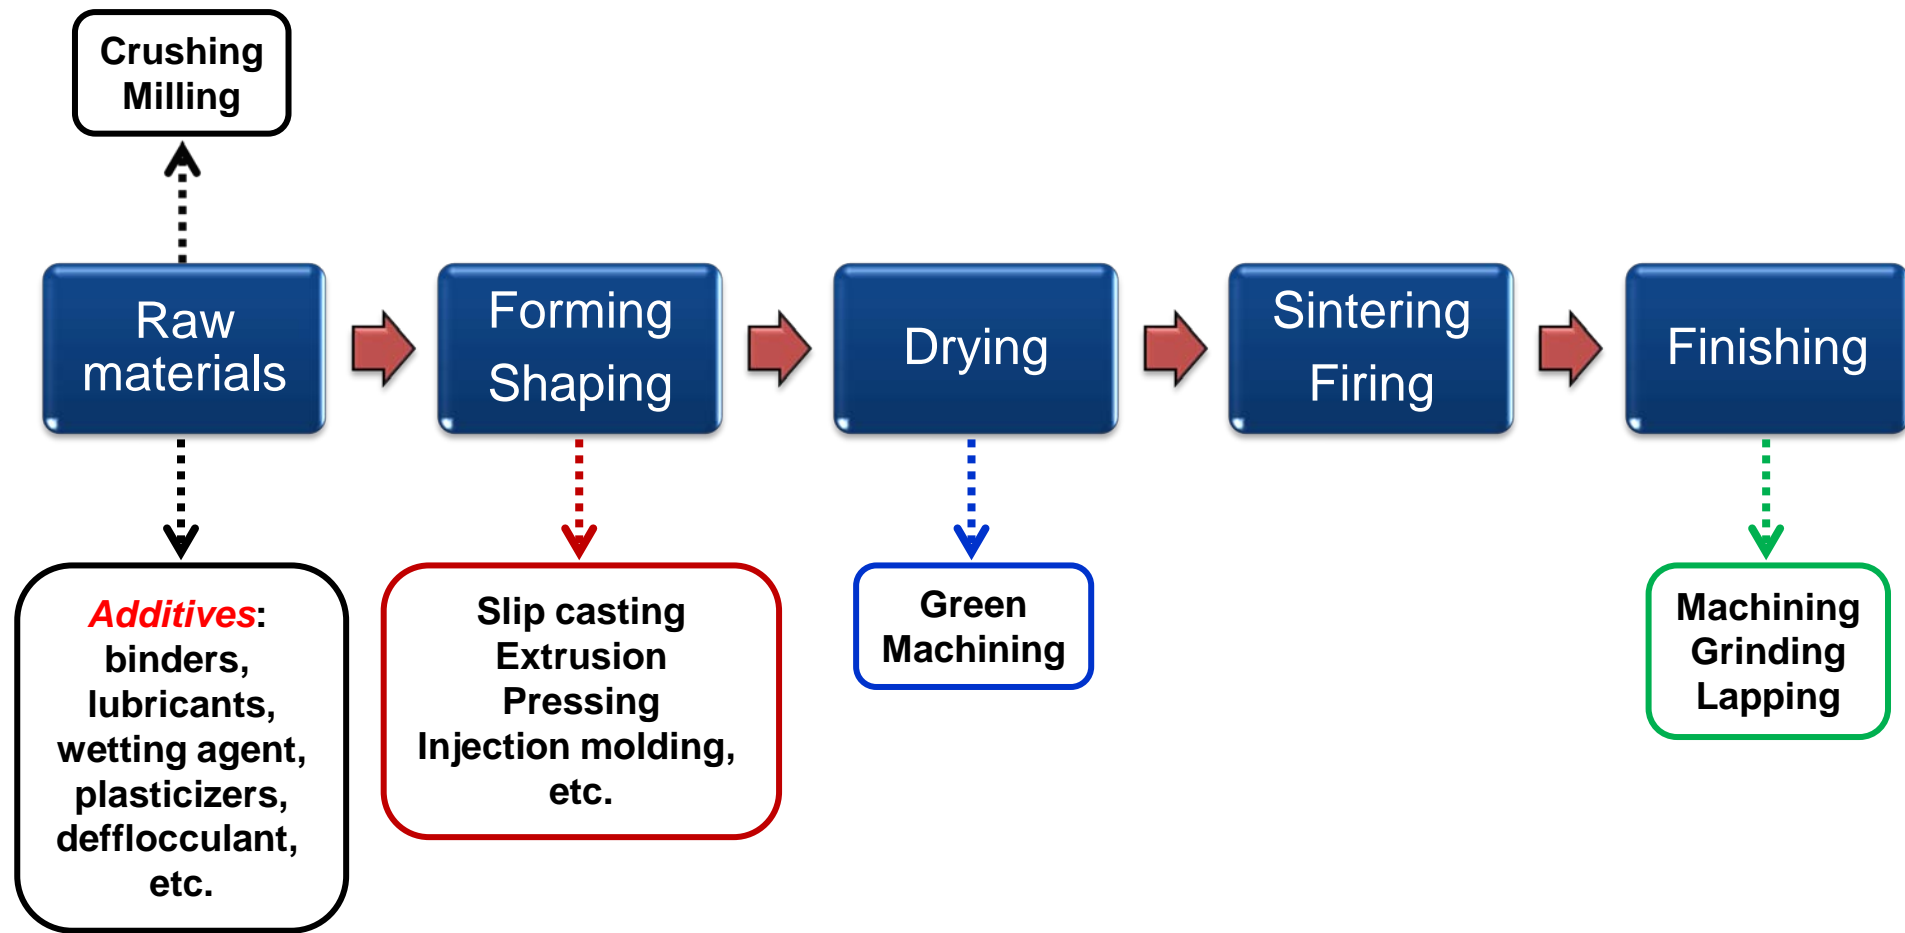 Crushing
Milling
Raw
materials
Forming
Shaping
Drying
Sintering
Firing
Finishing
Additives:
binders,
lubricants,
wetting agent,
plasticizers,
defflocculant,
etc.
Slip casting
Extrusion
Pressing
Injection molding,
etc.
Green
Machining
Machining
Grinding
Lapping